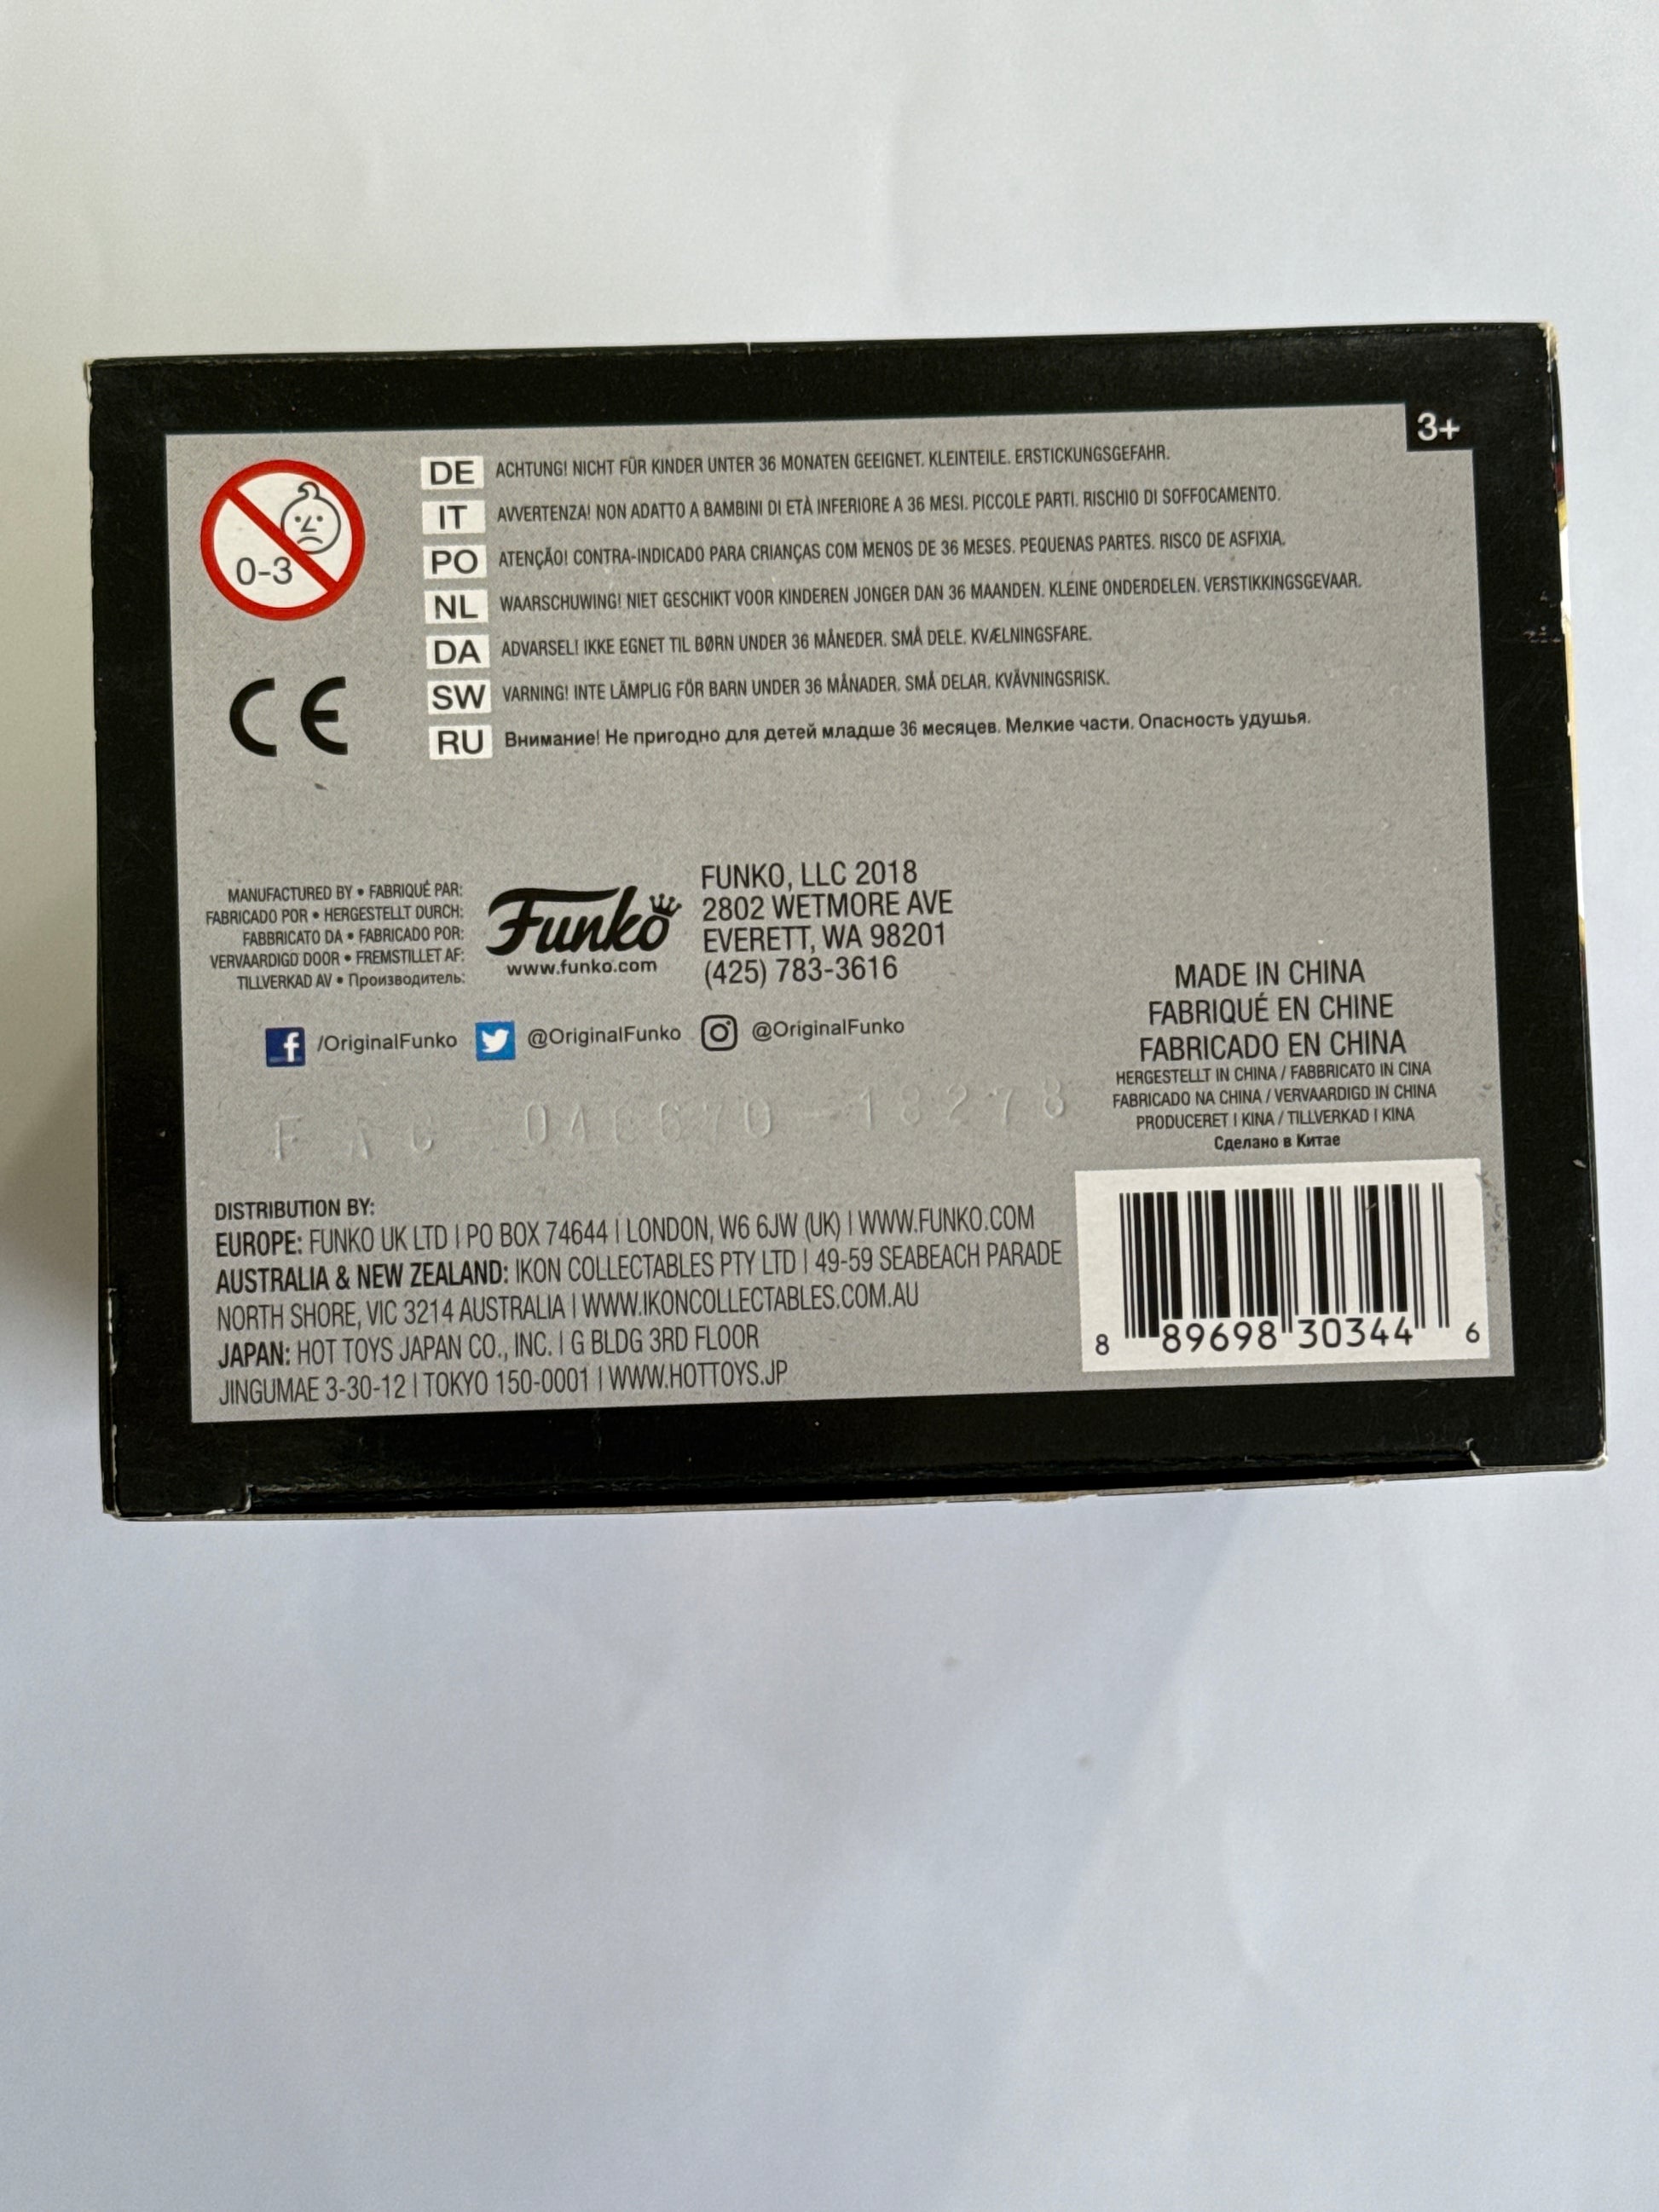 3+
0-3
DE ACHTUNG! NICHT FÜR KINDER UNTER 36 MONATEN GEEIGNET. KLEINTEILE. ERSTICKUNGSGEFAHR.
IT AVVERTENZA! NON ADATTO A BAMBINI DI ETÀ INFERIORE A 36 MESI. PICCOLE PARTI. RISCHIO DI SOFFOCAMENTO.
PO ATENÇÃO! CONTRA-INDICADO PARA CRIANÇAS COM MENOS DE 36 MESES. PEQUENAS PARTES. RISCO DE ASFIXIA.
NL WAARSCHUWING! NIET GESCHIKT VOOR KINDEREN JONGER DAN 36 MAANDEN. KLEINE ONDERDELEN. VERSTIKKINGSGEVAAR.
DA ADVARSEL! IKKE EGNET TIL BØRN UNDER 36 MÅNEDER. SMÅ DELE. KVÆLNINGSFARE.
SW VARNING! INTE LÄMPLIG FÖR BARN UNDER 36 MÅNADER. SMÅ DELAR. KVÄVNINGSRISK.
RU Внимание! Не пригодно для детей младше 36 месяцев. Мелкие части. Опасность удушья.
CE
MANUFACTURED BY • FABRIQUÉ PAR:
FABRICADO POR • HERGESTELLT DURCH:
FABBRICATO DA • FABRICADO POR:
VERVAARDIGD DOOR • FREMSTILLET AF:
TILLVERKAD AV • Производитель:
Funko
www.funko.com
FUNKO, LLC 2018
2802 WETMORE AVE
EVERETT, WA 98201
(425) 783-3616
/OriginalFunko @OriginalFunko @OriginalFunko
MADE IN CHINA
FABRIQUÉ EN CHINE
FABRICADO EN CHINA
HERGESTELLT IN CHINA / FABBRICATO IN CINA
FABRICADO NA CHINA / VERVAARDIGD IN CHINA
PRODUCERET I KINA / TILLVERKAD I KINA
Сделано в Китае
18278
DISTRIBUTION BY:
EUROPE: FUNKO UK LTD | PO BOX 74644 | LONDON, W6 6JW (UK) | WWW.FUNKO.COM
AUSTRALIA & NEW ZEALAND: IKON COLLECTABLES PTY LTD | 49-59 SEABEACH PARADE
NORTH SHORE, VIC 3214 AUSTRALIA | WWW.IKONCOLLECTABLES.COM.AU
JAPAN: HOT TOYS JAPAN CO., INC. | G BLDG 3RD FLOOR
JINGUMAE 3-30-12 | TOKYO 150-0001 | WWW.HOTTOYS.JP
8 89698 30344 6